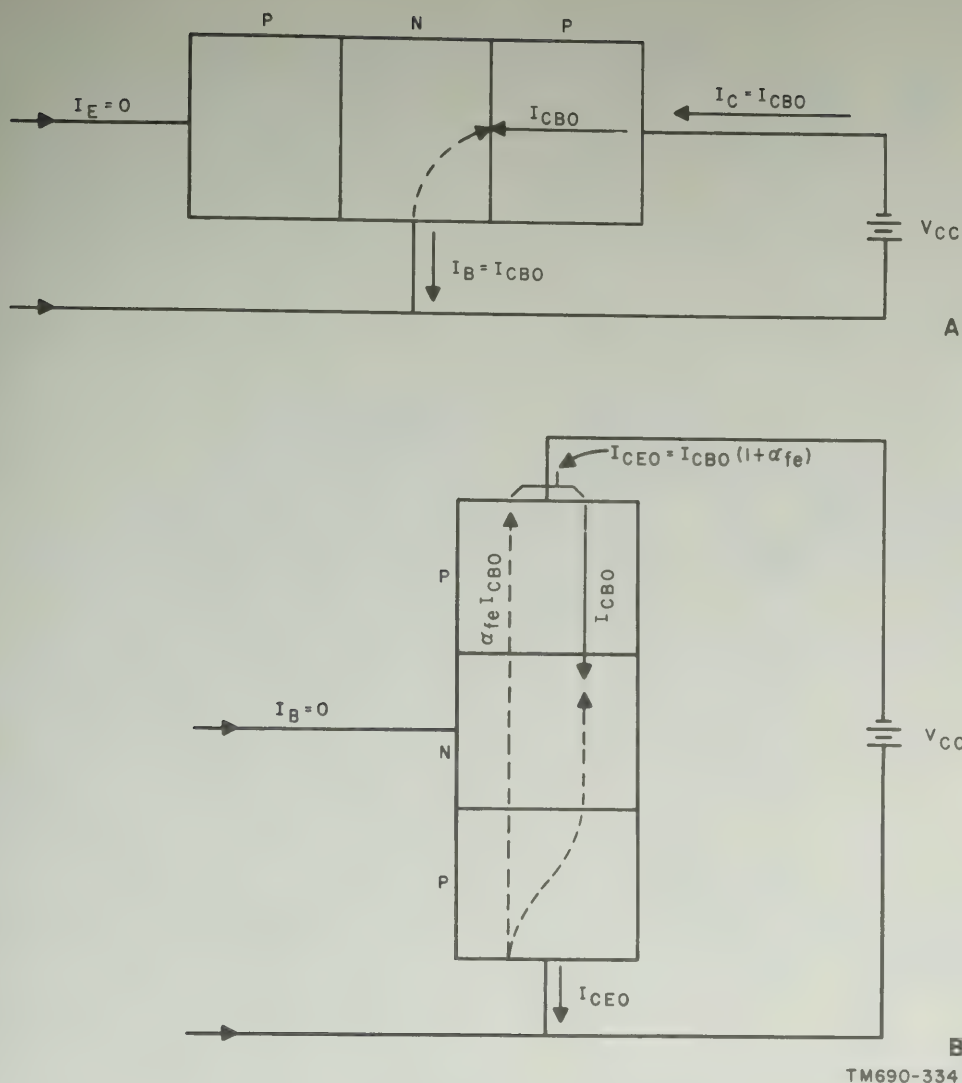 P N P
I_E = 0
I_CBO
I_C = I_CBO
V_CC
I_B = I_CBO
A
I_CEO = I_CBO (1 + α_fe)
P
α_fe I_CBO
I_CBO
I_B = 0
N
V_CC
P
I_CEO
B
TM690-334